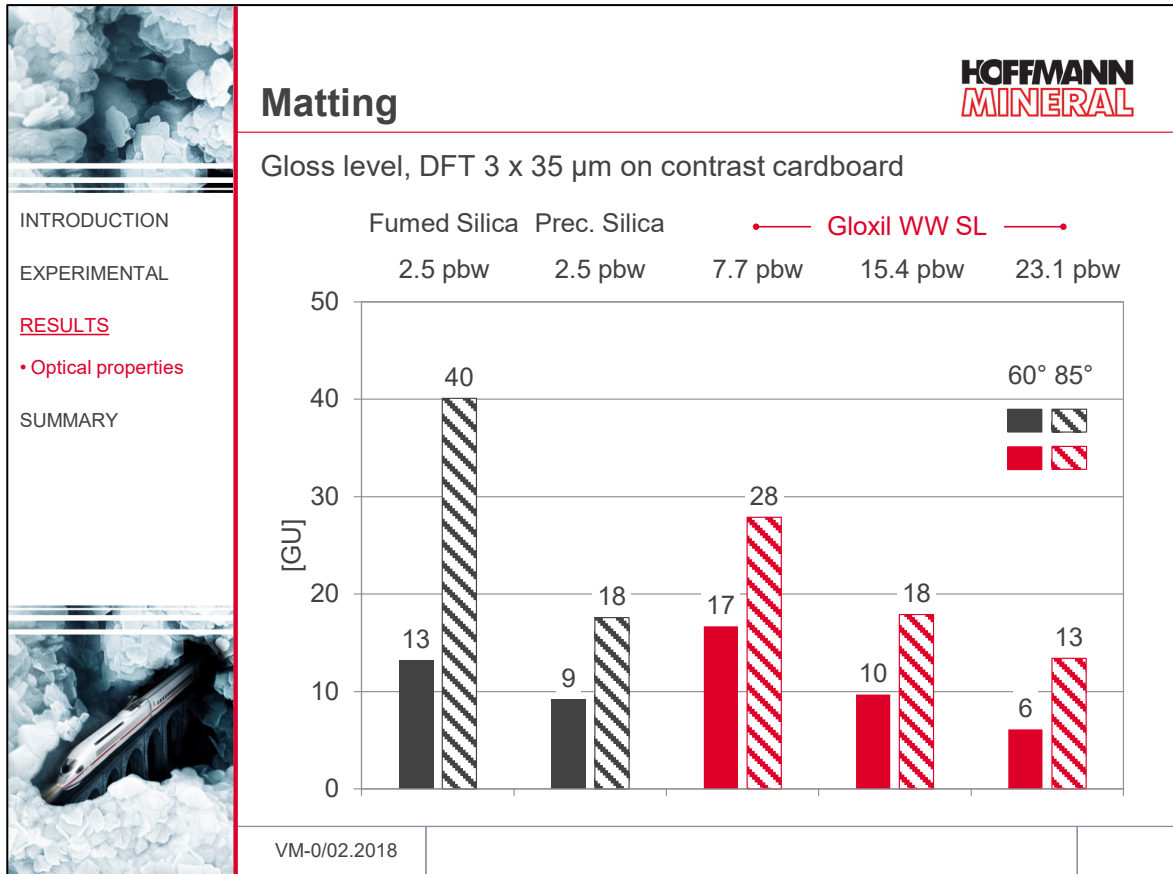 HOFFMANN
MINERAL
Matting
Gloss level, DFT 3 x 35 µm on contrast cardboard
INTRODUCTION
EXPERIMENTAL
RESULTS
• Optical properties
SUMMARY
Fumed Silica Prec. Silica Gloxil WW SL
2.5 pbw 2.5 pbw 7.7 pbw 15.4 pbw 23.1 pbw
[GU]
50
40
30
20
10
0
60° 85°
13 40
9 18
17 28
10 18
6 13
VM-0/02.2018